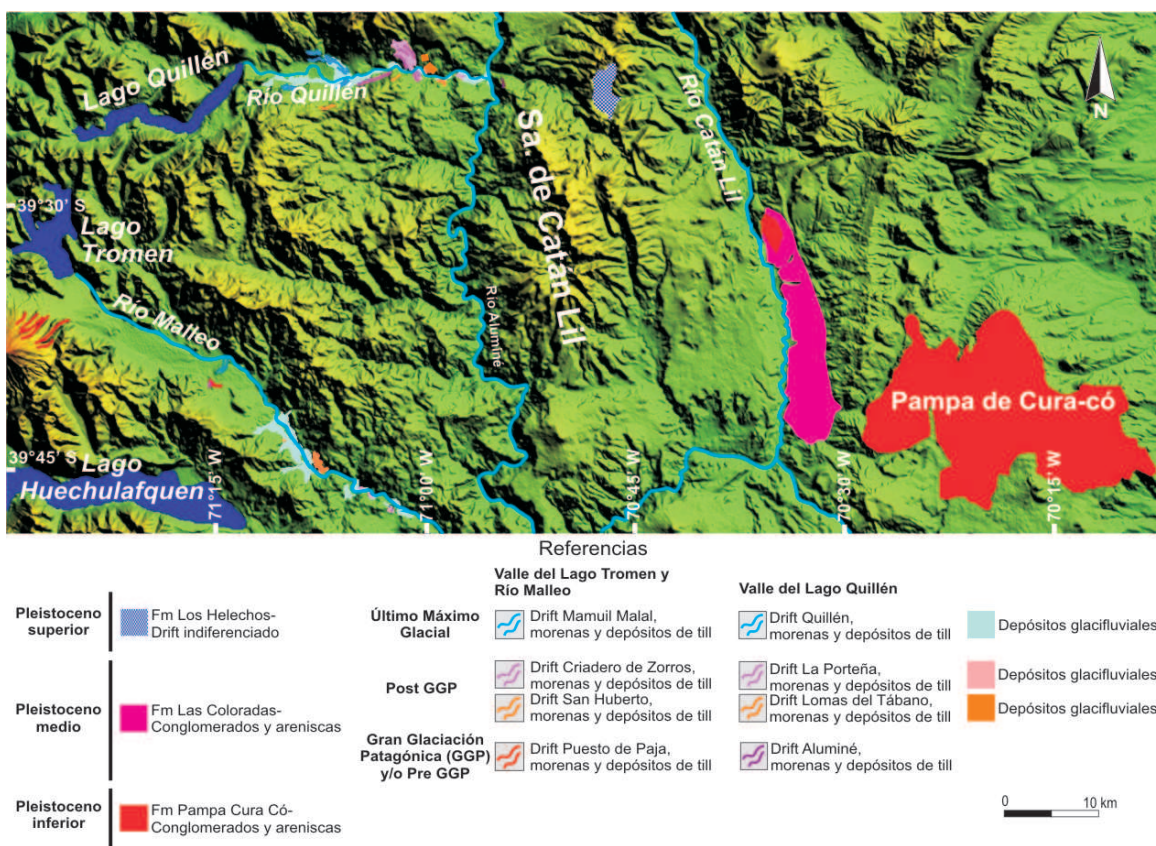 Lago Quillén
Río Quillén
Río Catán Lil
Sa. de Catán Lil
N
39°30' S
Lago
Tromen
Río Malleo
Río Aluminé
Pampa de Cura-có
39°45' S
Lago
Huechulafquen
71°15' W
71°00' W
70°45' W
70°30' W
70°15' W
Referencias
Valle del Lago Tromen y
Río Malleo
Valle del Lago Quillén
Pleistoceno
superior
Fm Los Helechos-
Drift indiferenciado
Último Máximo
Glacial
Drift Mamuil Malal,
morenas y depósitos de till
Drift Quillén,
morenas y depósitos de till
Depósitos glacifluviales
Pleistoceno
medio
Fm Las Coloradas-
Conglomerados y areniscas
Post GGP
Drift Criadero de Zorros,
morenas y depósitos de till
Drift La Porteña,
morenas y depósitos de till
Depósitos glacifluviales
Drift San Huberto,
morenas y depósitos de till
Drift Lomas del Tábano,
morenas y depósitos de till
Depósitos glacifluviales
Gran Glaciación
Patagónica (GGP)
y/o Pre GGP
Drift Puesto de Paja,
morenas y depósitos de till
Drift Aluminé,
morenas y depósitos de till
Pleistoceno
inferior
Fm Pampa Cura Có-
Conglomerados y areniscas
0 10 km